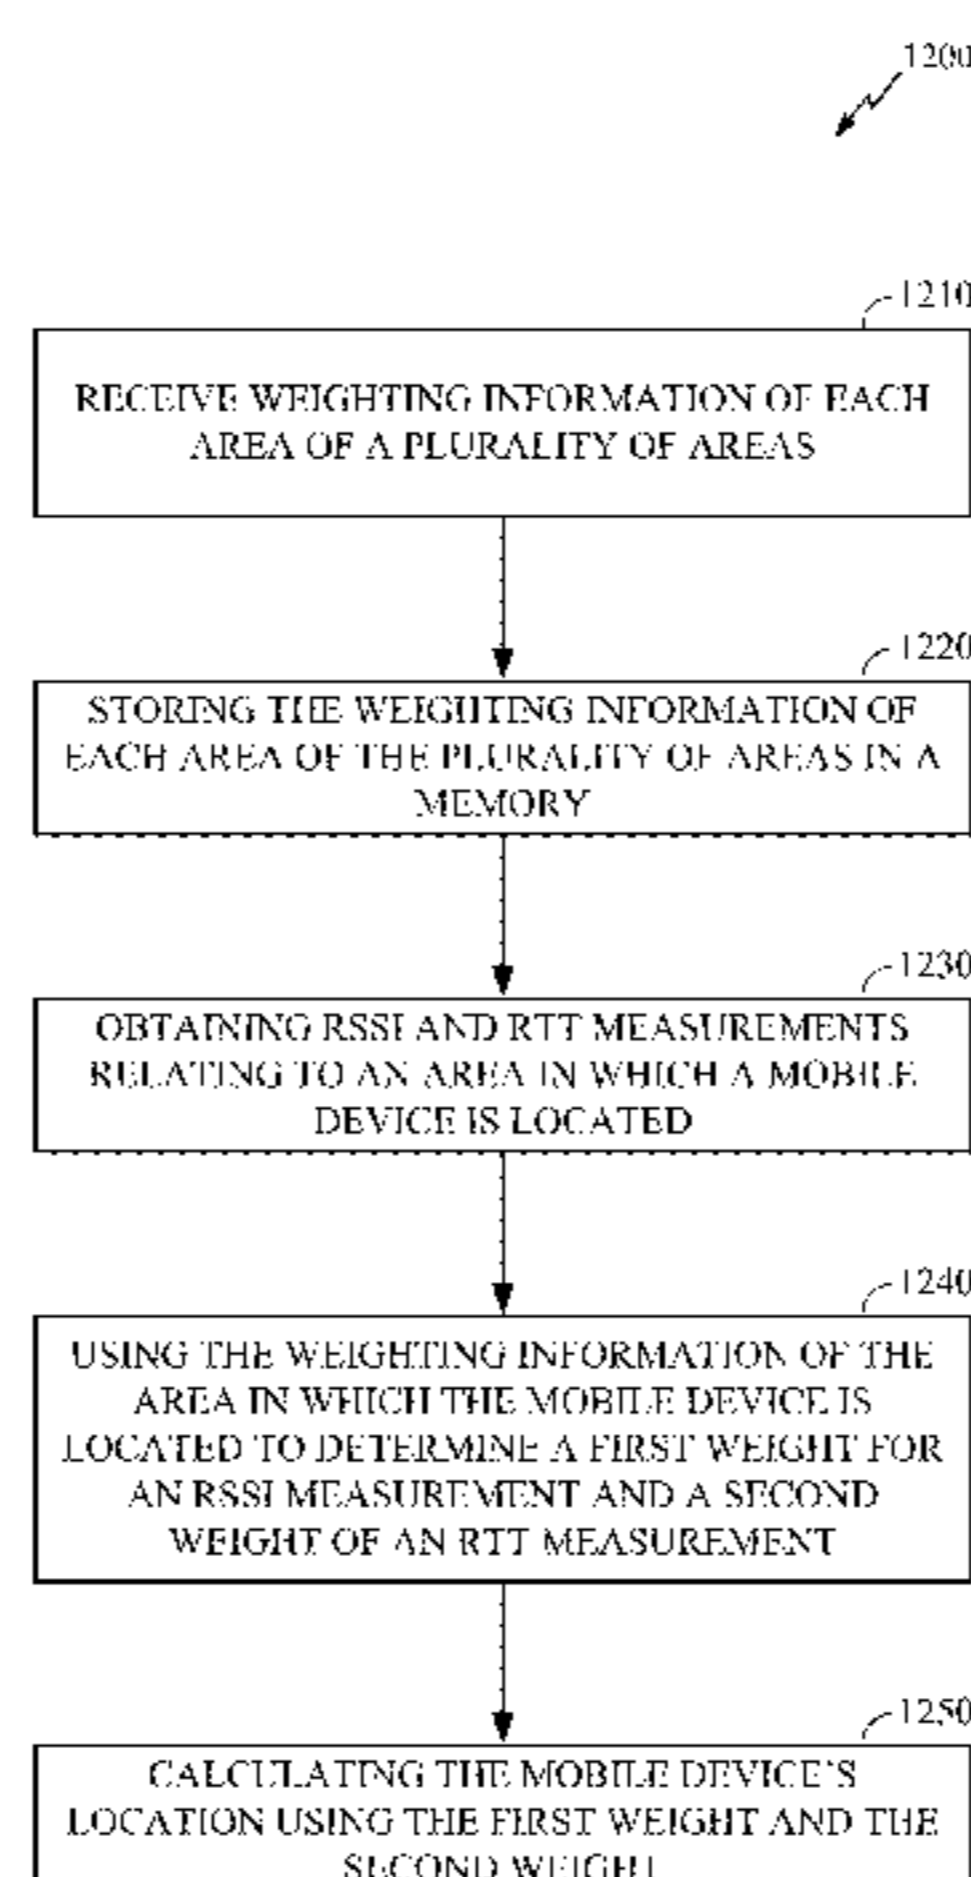 1200
1210
RECEIVE WEIGHTING INFORMATION OF EACH
AREA OF A PLURALITY OF AREAS
1220
STORING THE WEIGHTING INFORMATION OF
EACH AREA OF THE PLURALITY OF AREAS IN A
MEMORY
1230
OBTAINING RSSI AND RTT MEASUREMENTS
RELATING TO AN AREA IN WHICH A MOBILE
DEVICE IS LOCATED
1240
USING THE WEIGHTING INFORMATION OF THE
AREA IN WHICH THE MOBILE DEVICE IS
LOCATED TO DETERMINE A FIRST WEIGHT FOR
AN RSSI MEASUREMENT AND A SECOND
WEIGHT OF AN RTT MEASUREMENT
1250
CALCULATING THE MOBILE DEVICE'S
LOCATION USING THE FIRST WEIGHT AND THE
SECOND WEIGHT